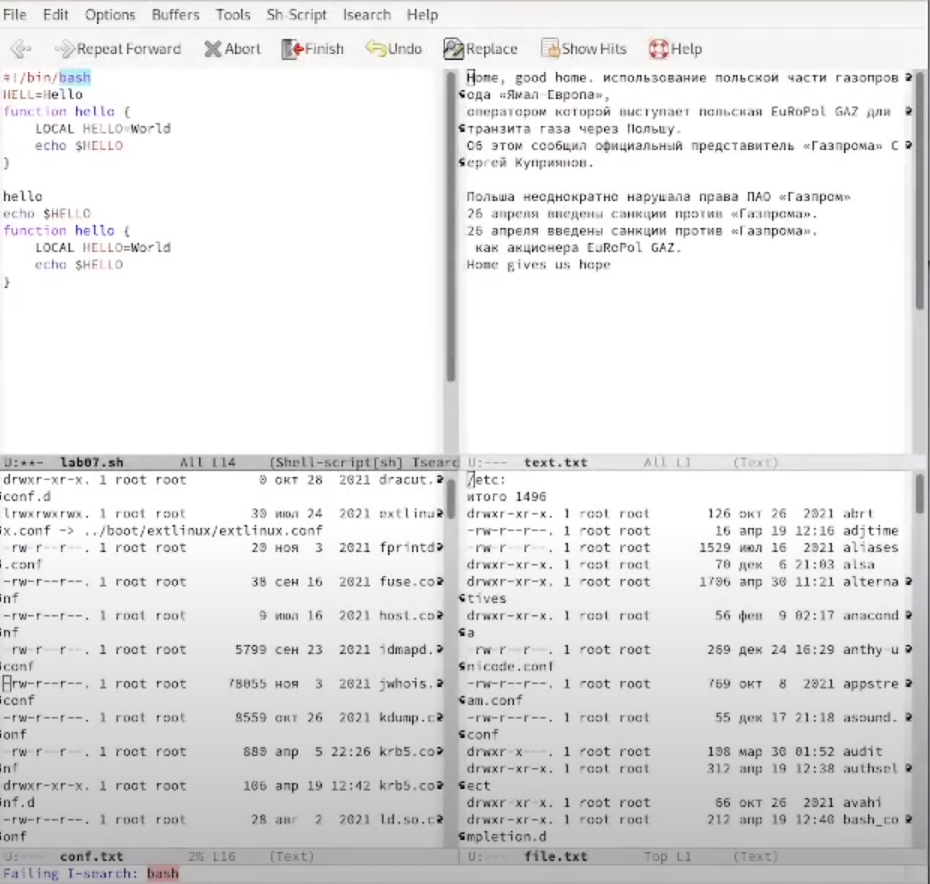 File Edit Options Buffers Tools Sh-Script Isearch Help
Repeat Forward Abort Finish Undo Replace Show Hits Help
#!/bin/bash
HELL=Hello
function hello {
LOCAL HELLO=World
echo $HELLO
}
hello
echo $HELLO
function hello {
LOCAL HELLO=World
echo $HELLO
}
U:**- lab07.sh All L14 (Shell-script[sh] Isearc
Home, good home. использование польской части газопров
ода «Ямал-Европа»,
оператором которой выступает польская EuRoPol GAZ для
транзита газа через Польшу.
Об этом сообщил официальный представитель «Газпрома» С
ергей Куприянов.
Польша неоднократно нарушала права ПАО «Газпром»
26 апреля введены санкции против «Газпрома».
26 апреля введены санкции против «Газпрома».
как акционера EuRoPol GAZ.
Home gives us hope
U:--- text.txt All L1 (Text)
drwxr-xr-x. 1 root root 0 окт 28 2021 dracut.
conf.d
lrwxrwxrwx. 1 root root 30 июл 24 2021 extlinu
x.conf -> ../boot/extlinux/extlinux.conf
-rw-r--r--. 1 root root 20 ноя 3 2021 fprintd
.conf
-rw-r--r--. 1 root root 38 сен 16 2021 fuse.co
nf
-rw-r--r--. 1 root root 9 июл 16 2021 host.co
nf
-rw-r--r--. 1 root root 5799 сен 23 2021 idmapd.
conf
-rw-r--r--. 1 root root 78055 ноя 3 2021 jwhois.
conf
-rw-r--r--. 1 root root 8559 окт 26 2021 kdump.c
onf
-rw-r--r--. 1 root root 880 апр 5 22:26 krb5.co
nf
drwxr-xr-x. 1 root root 106 апр 19 12:42 krb5.co
nf.d
-rw-r--r--. 1 root root 28 авг 2 2021 ld.so.c
onf
U:--- conf.txt 2% L16 (Text)
/etc:
итого 1496
drwxr-xr-x. 1 root root 126 окт 26 2021 abrt
-rw-r--r--. 1 root root 16 апр 19 12:16 adjtime
-rw-r--r--. 1 root root 1529 июл 16 2021 aliases
drwxr-xr-x. 1 root root 70 дек 6 21:03 alsa
drwxr-xr-x. 1 root root 1706 апр 30 11:21 alterna
tives
drwxr-xr-x. 1 root root 56 фев 9 02:17 anacond
a
-rw-r--r--. 1 root root 269 дек 24 16:29 anthy-u
nicode.conf
-rw-r--r--. 1 root root 769 окт 8 2021 appstre
am.conf
-rw-r--r--. 1 root root 55 дек 17 21:18 asound.
conf
drwxr-x---. 1 root root 108 мар 30 01:52 audit
drwxr-xr-x. 1 root root 312 апр 19 12:38 authsel
ect
drwxr-xr-x. 1 root root 66 окт 26 2021 avahi
drwxr-xr-x. 1 root root 212 апр 19 12:40 bash_co
mpletion.d
U:--- file.txt Top L1 (Text)
Failing I-search: bash